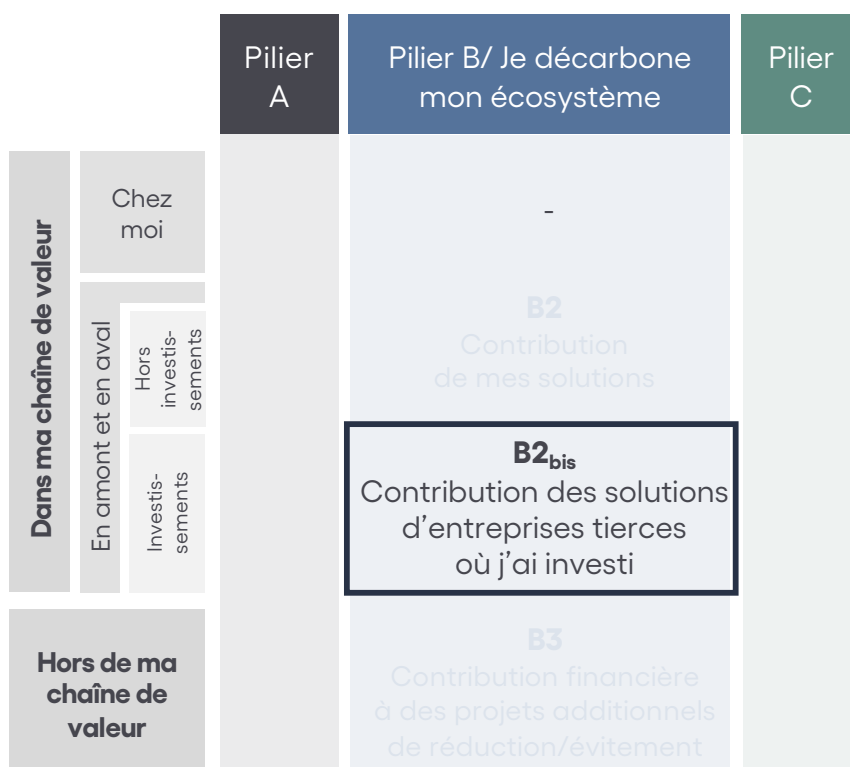 Pilier
A
Pilier B/ Je décarbone
mon écosystème
Pilier
C
Dans ma chaîne de valeur
Chez
moi
-
En amont et en aval
Hors
investis-
sements
B2
Contribution
de mes solutions
Investis-
sements
B2bis
Contribution des solutions
d'entreprises tierces
où j'ai investi
Hors de ma
chaîne de
valeur
B3
Contribution financière
à des projets additionnels
de réduction/évitement